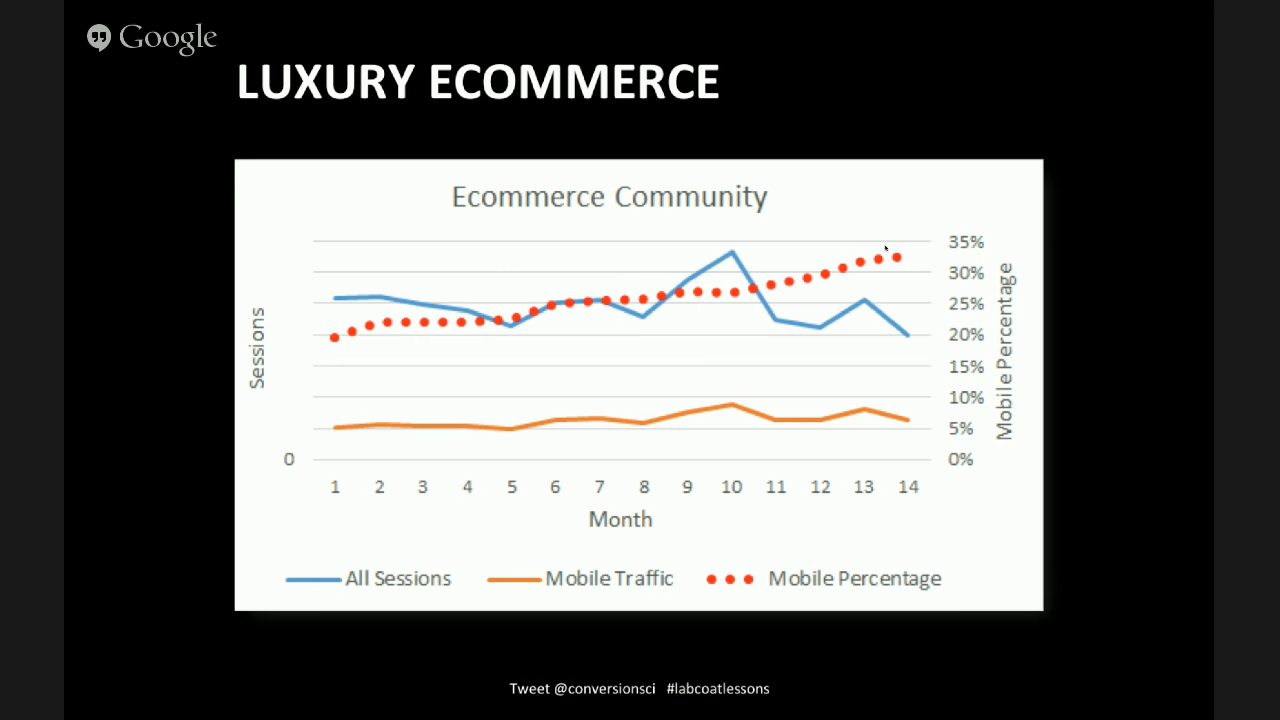 Google
LUXURY ECOMMERCE
Ecommerce Community
35%
30%
25%
20%
15%
10%
5%
0%
Sessions
Mobile Percentage
0
1 2 3 4 5 6 7 8 9 10 11 12 13 14
Month
All Sessions Mobile Traffic Mobile Percentage
Tweet @conversionsci #labcoatlessons